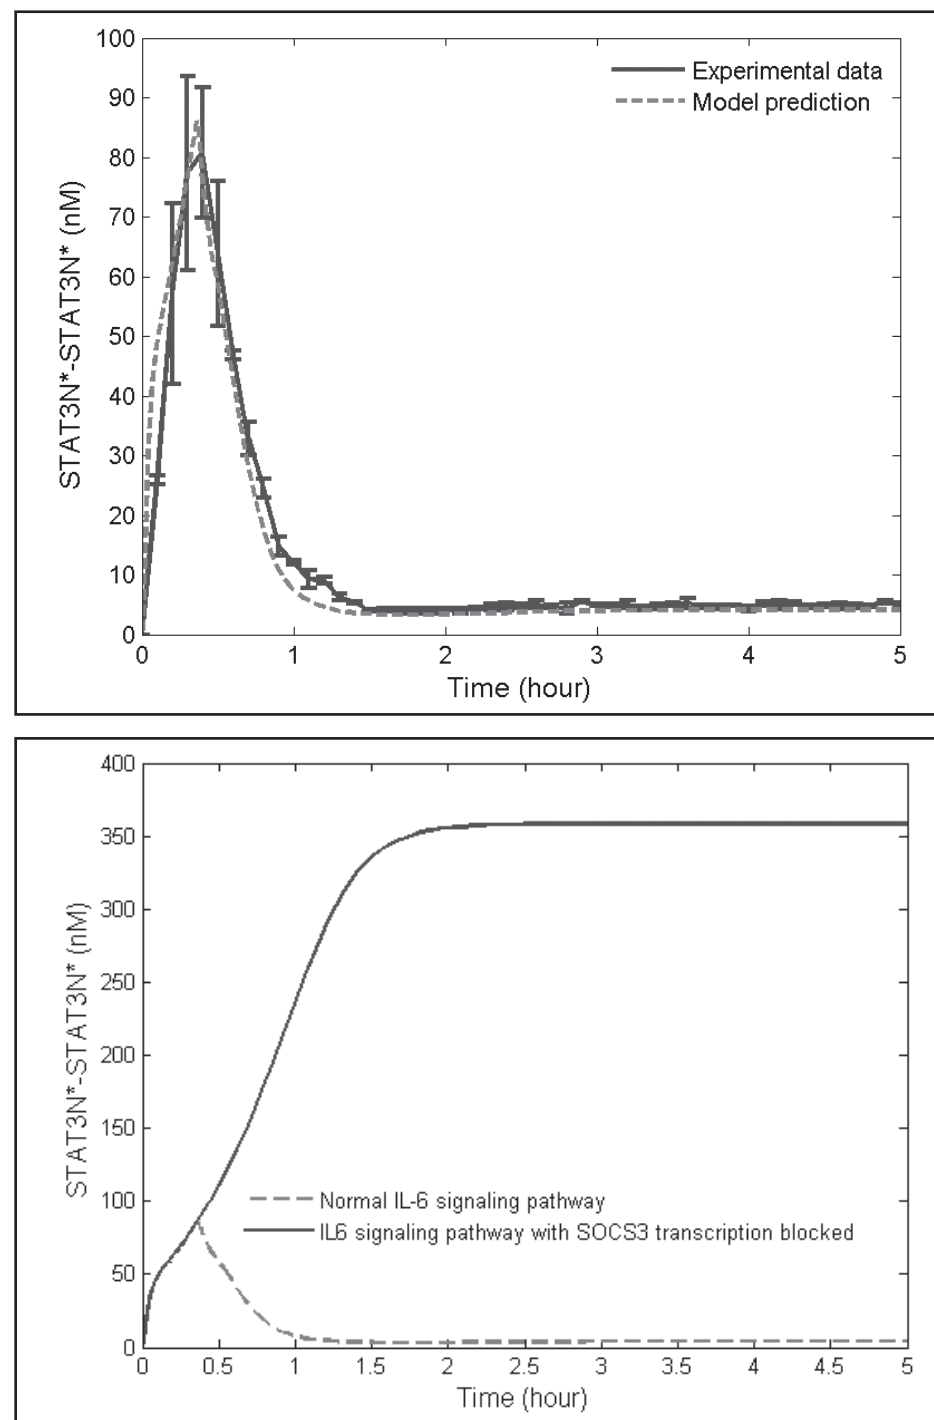 100
90
80
70
60
50
40
30
20
10
0
STAT3N*-STAT3N* (nM)
Experimental data
Model prediction
0 1 2 3 4 5
Time (hour)
400
350
300
250
200
150
100
50
0
STAT3N*-STAT3N* (nM)
Normal IL-6 signaling pathway
IL6 signaling pathway with SOCS3 transcription blocked
0 0.5 1 1.5 2 2.5 3 3.5 4 4.5 5
Time (hour)